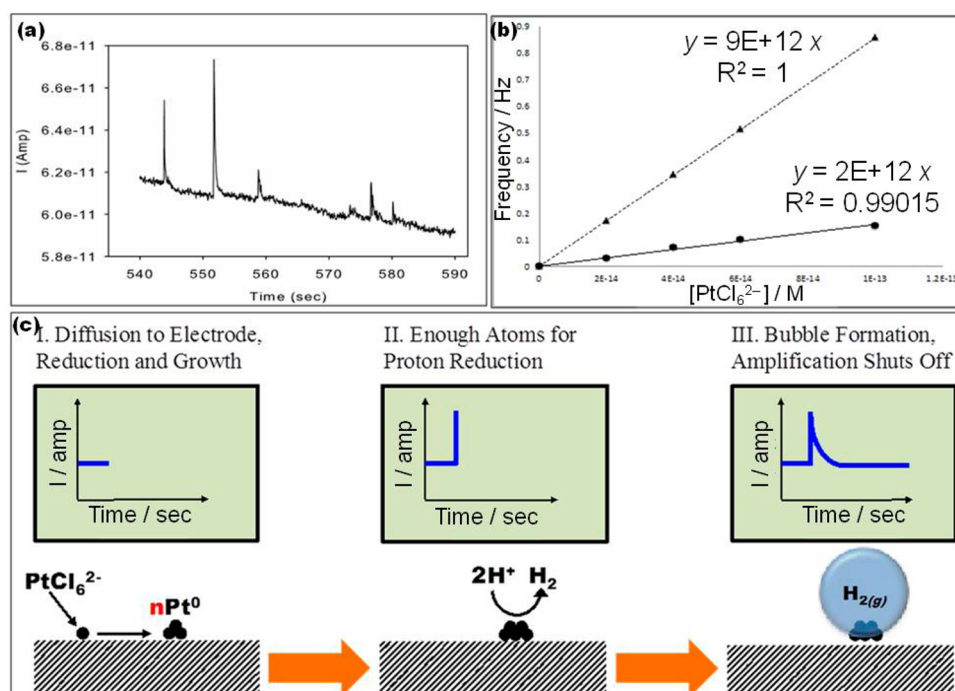 (a)
6.8e-11
6.6e-11
6.4e-11
6.2e-11
6.0e-11
5.8e-11
I (Amp)
540 550 560 570 580 590
Time (sec)
(b)
0.9
0.8
0.7
0.6
0.5
0.4
0.3
0.2
0.1
0
Frequency / Hz
y = 9E+12 x
R² = 1
y = 2E+12 x
R² = 0.99015
0 2E-14 4E-14 6E-14 8E-14 1E-13 1.2E-13
[PtCl₆²⁻] / M
(c)
I. Diffusion to Electrode,
Reduction and Growth
I / amp
Time / sec
PtCl₆²⁻
nPt⁰
II. Enough Atoms for
Proton Reduction
I / amp
Time / sec
2H⁺ H₂
III. Bubble Formation,
Amplification Shuts Off
I / amp
Time / sec
H₂(g)